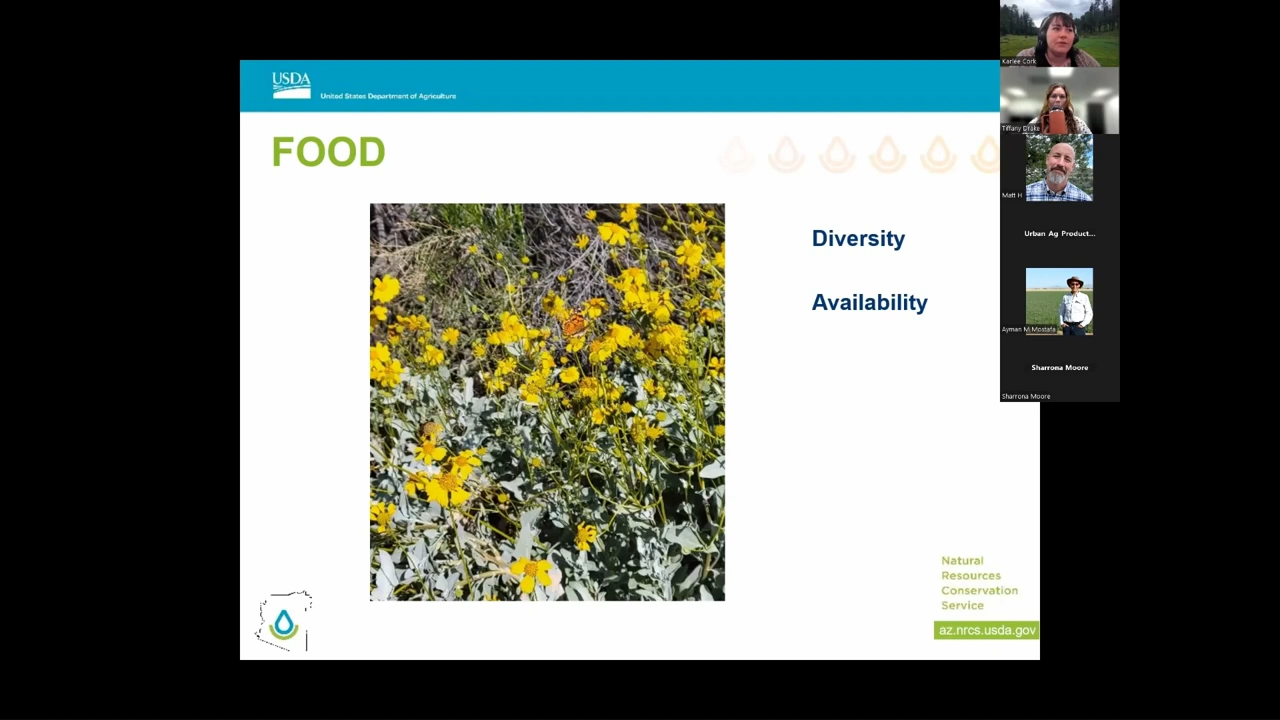 USDA
United States Department of Agriculture
FOOD
Diversity
Availability
Natural
Resources
Conservation
Service
az.nrcs.usda.gov
Karlee Cork
Tiffany Drake
Matt H
Urban Ag Product...
Ayman M Mostafa
Sharrona Moore
Sharrona Moore